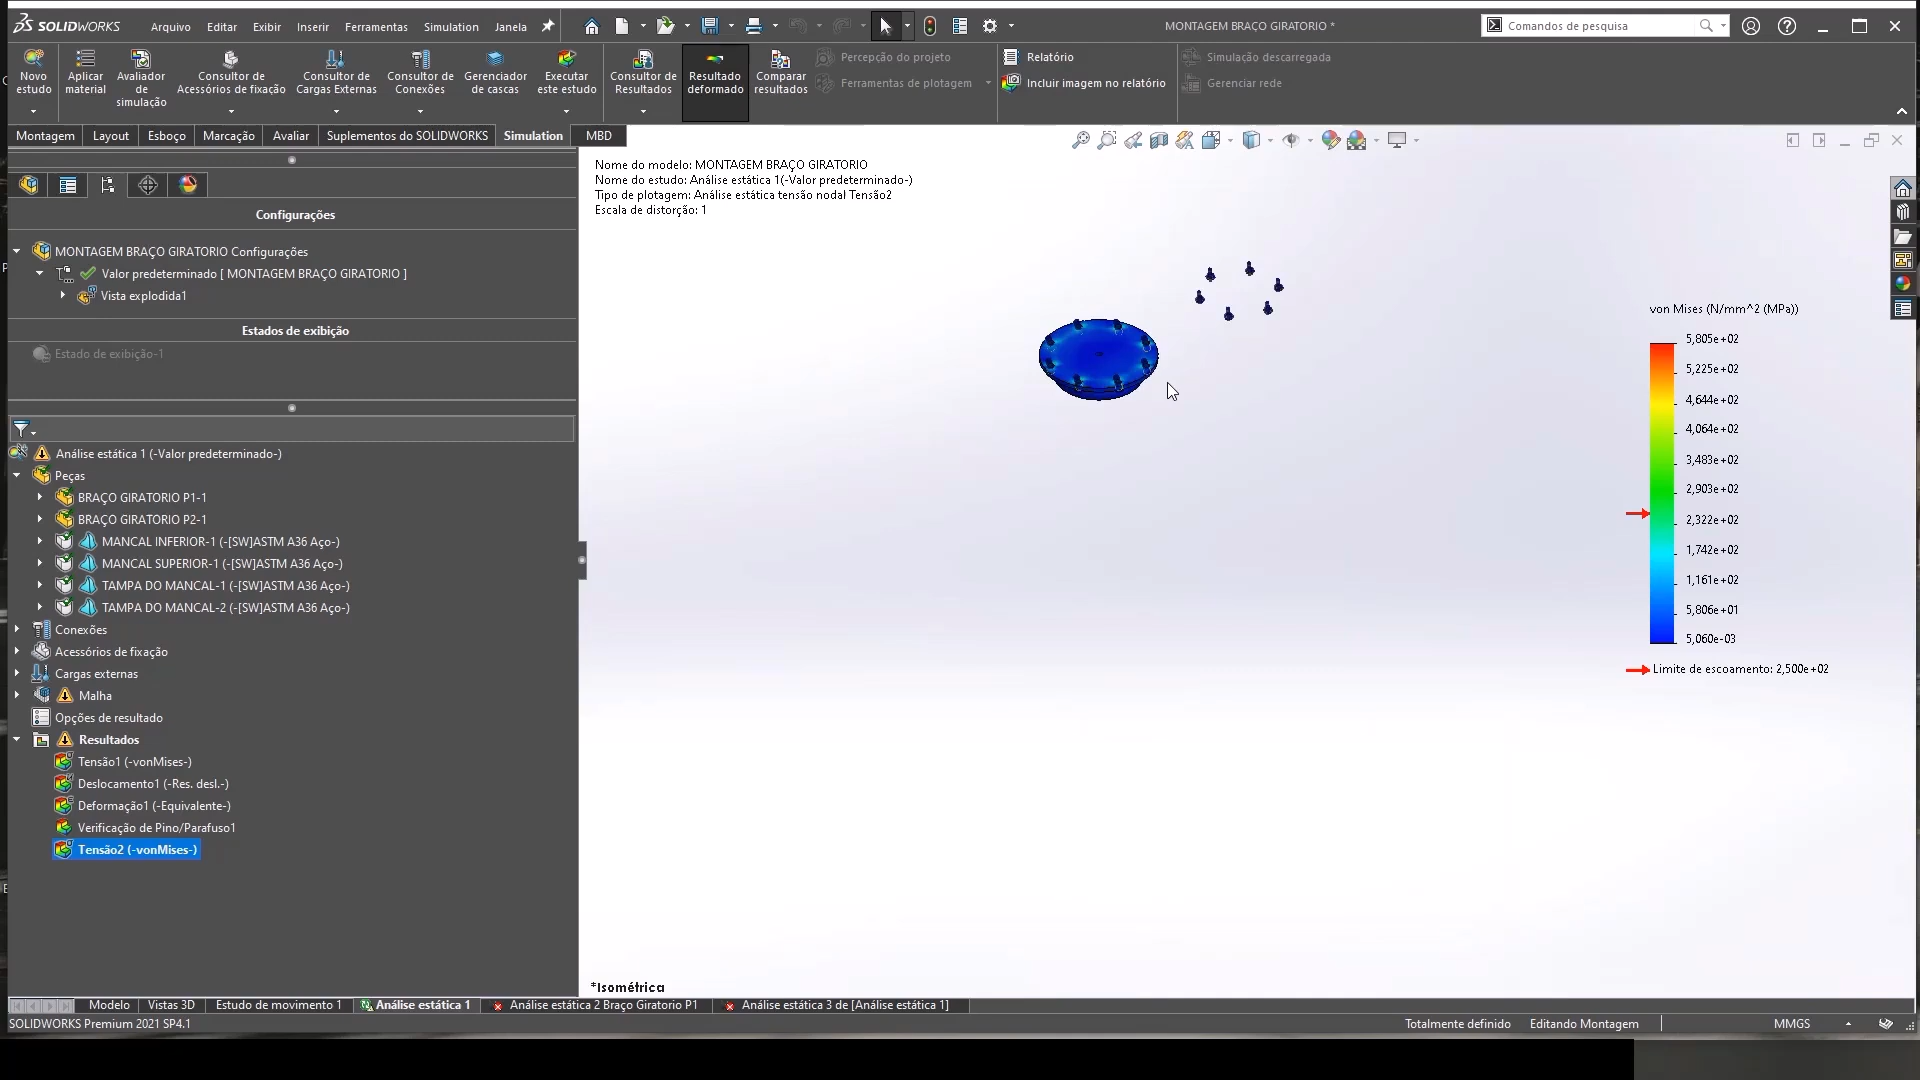 SOLIDWORKS
Arquivo Editar Exibir Inserir Ferramentas Simulation Janela
MONTAGEM BRAÇO GIRATORIO *
Comandos de pesquisa
Novo estudo
Aplicar material
Avaliador de simulação
Consultor de Acessórios de fixação
Consultor de Cargas Externas
Consultor de Conexões
Gerenciador de cascas
Executar este estudo
Consultor de Resultados
Resultado deformado
Comparar resultados
Percepção do projeto
Ferramentas de plotagem
Relatório
Incluir imagem no relatório
Simulação descarregada
Gerenciar rede
Montagem Layout Esboço Marcação Avaliar Suplementos do SOLIDWORKS Simulation MBD
Configurações
MONTAGEM BRAÇO GIRATORIO Configurações
Valor predeterminado [ MONTAGEM BRAÇO GIRATORIO ]
Vista explodida1
Estados de exibição
Estado de exibição-1
Análise estática 1 (-Valor predeterminado-)
Peças
BRAÇO GIRATORIO P1-1
BRAÇO GIRATORIO P2-1
MANCAL INFERIOR-1 (-[SW]ASTM A36 Aço-)
MANCAL SUPERIOR-1 (-[SW]ASTM A36 Aço-)
TAMPA DO MANCAL-1 (-[SW]ASTM A36 Aço-)
TAMPA DO MANCAL-2 (-[SW]ASTM A36 Aço-)
Conexões
Acessórios de fixação
Cargas externas
Malha
Opções de resultado
Resultados
Tensão1 (-vonMises-)
Deslocamento1 (-Res. desl.-)
Deformação1 (-Equivalente-)
Verificação de Pino/Parafuso1
Tensão2 (-vonMises-)
Nome do modelo: MONTAGEM BRAÇO GIRATORIO
Nome do estudo: Análise estática 1(-Valor predeterminado-)
Tipo de plotagem: Análise estática tensão nodal Tensão2
Escala de distorção: 1
von Mises (N/mm^2 (MPa))
5,805e+02
5,225e+02
4,644e+02
4,064e+02
3,483e+02
2,903e+02
2,322e+02
1,742e+02
1,161e+02
5,806e+01
5,060e-03
Limite de escoamento: 2,500e+02
*Isométrica
Modelo Vistas 3D Estudo de movimento 1 Análise estática 1 Análise estática 2 Braço Giratorio P1 Análise estática 3 de [Análise estática 1]
SOLIDWORKS Premium 2021 SP4.1
Totalmente definido Editando Montagem MMGS